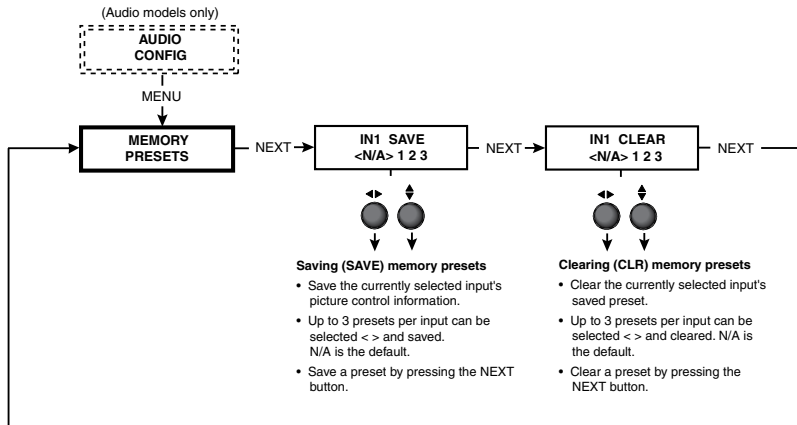 (Audio models only)
AUDIO
CONFIG
MENU
MEMORY
PRESETS
NEXT
IN1 SAVE
<N/A> 1 2 3
NEXT
IN1 CLEAR
<N/A> 1 2 3
NEXT
Saving (SAVE) memory presets
• Save the currently selected input's
picture control information.
• Up to 3 presets per input can be
selected < > and saved.
N/A is the default.
• Save a preset by pressing the NEXT
button.
Clearing (CLR) memory presets
• Clear the currently selected input's
saved preset.
• Up to 3 presets per input can be
selected < > and cleared. N/A is
the default.
• Clear a preset by pressing the
NEXT button.